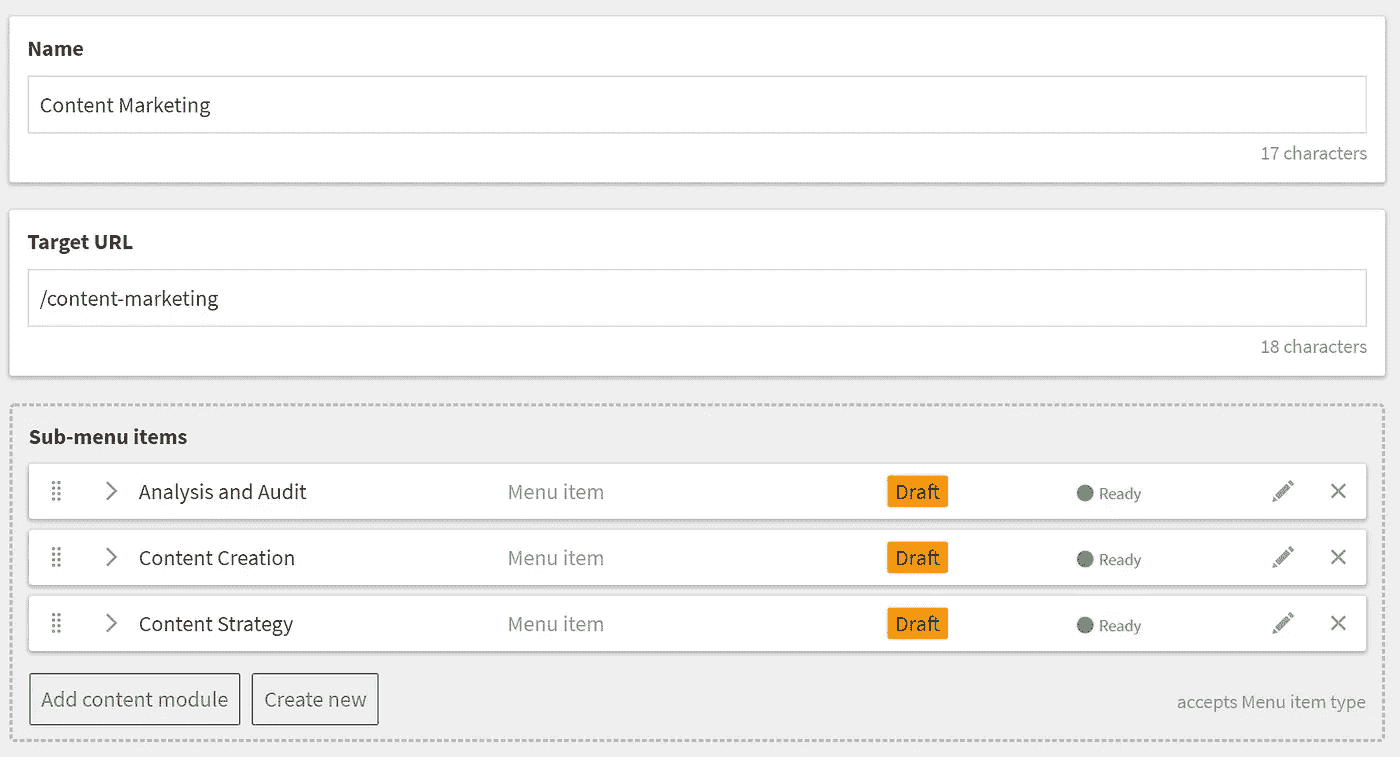 Name
Content Marketing
17 characters
Target URL
/content-marketing
18 characters
Sub-menu items
Analysis and Audit Menu item Draft Ready
Content Creation Menu item Draft Ready
Content Strategy Menu item Draft Ready
Add content module Create new accepts Menu item type